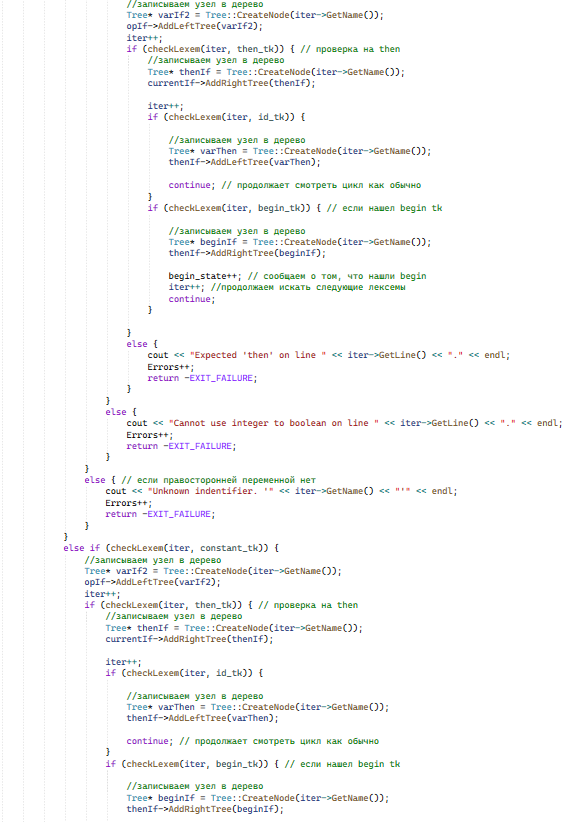 //записываем узел в дерево
Tree* varIf2 = Tree::CreateNode(iter->GetName());
opIf->AddLeftTree(varIf2);
iter++;
if (checkLexem(iter, then_tk)) { // проверка на then
//записываем узел в дерево
Tree* thenIf = Tree::CreateNode(iter->GetName());
currentIf->AddRightTree(thenIf);
iter++;
if (checkLexem(iter, id_tk)) {
//записываем узел в дерево
Tree* varThen = Tree::CreateNode(iter->GetName());
thenIf->AddLeftTree(varThen);
continue; // продолжает смотреть цикл как обычно
}
if (checkLexem(iter, begin_tk)) { // если нашел begin tk
//записываем узел в дерево
Tree* beginIf = Tree::CreateNode(iter->GetName());
thenIf->AddRightTree(beginIf);
begin_state++; // сообщаем о том, что нашли begin
iter++; //продолжаем искать следующие лексемы
continue;
}
}
else {
cout << "Expected 'then' on line " << iter->GetLine() << "." << endl;
Errors++;
return -EXIT_FAILURE;
}
}
else {
cout << "Cannot use integer to boolean on line " << iter->GetLine() << "." << endl;
Errors++;
return -EXIT_FAILURE;
}
}
else { // если правосторонней переменной нет
cout << "Unknown indentifier. '" << iter->GetName() << "'" << endl;
Errors++;
return -EXIT_FAILURE;
}
}
else if (checkLexem(iter, constant_tk)) {
//записываем узел в дерево
Tree* varIf2 = Tree::CreateNode(iter->GetName());
opIf->AddLeftTree(varIf2);
iter++;
if (checkLexem(iter, then_tk)) { // проверка на then
//записываем узел в дерево
Tree* thenIf = Tree::CreateNode(iter->GetName());
currentIf->AddRightTree(thenIf);
iter++;
if (checkLexem(iter, id_tk)) {
//записываем узел в дерево
Tree* varThen = Tree::CreateNode(iter->GetName());
thenIf->AddLeftTree(varThen);
continue; // продолжает смотреть цикл как обычно
}
if (checkLexem(iter, begin_tk)) { // если нашел begin tk
//записываем узел в дерево
Tree* beginIf = Tree::CreateNode(iter->GetName());
thenIf->AddRightTree(beginIf);